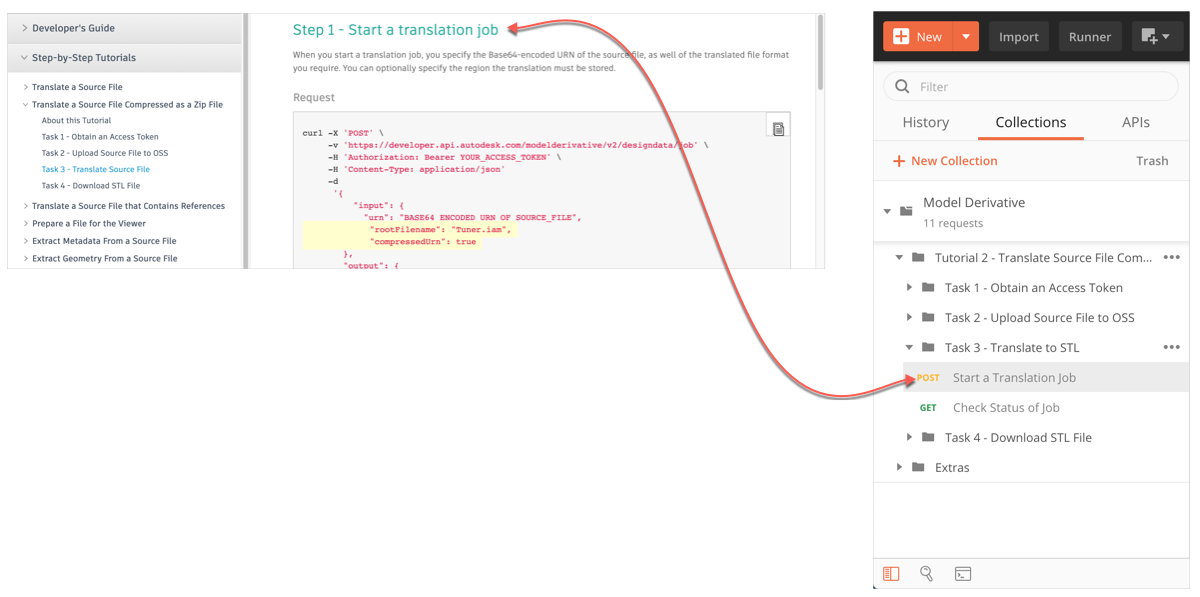 Developer's Guide
Step-by-Step Tutorials
Translate a Source File
Translate a Source File Compressed as a Zip File
About this Tutorial
Task 1 - Obtain an Access Token
Task 2 - Upload Source File to OSS
Task 3 - Translate Source File
Task 4 - Download STL File
Translate a Source File that Contains References
Prepare a File for the Viewer
Extract Metadata From a Source File
Extract Geometry From a Source File
Step 1 - Start a translation job
When you start a translation job, you specify the Base64-encoded URN of the source file, as well of the translated file format
you require. You can optionally specify the region the translation must be stored.
Request
curl -X 'POST' \
-v 'https://developer.api.autodesk.com/modelderivative/v2/designdata/job' \
-H 'Authorization: Bearer YOUR_ACCESS_TOKEN' \
-H 'Content-Type: application/json'
-d
'{
"input": {
"urn": "BASE64 ENCODED URN OF SOURCE_FILE",
"rootFilename": "Tuner.iam",
"compressedUrn": true
},
"output": {
New
Import
Runner
Filter
History
Collections
APIs
+ New Collection
Trash
Model Derivative
11 requests
Tutorial 2 - Translate Source File Com...
Task 1 - Obtain an Access Token
Task 2 - Upload Source File to OSS
Task 3 - Translate to STL
POST Start a Translation Job
GET Check Status of Job
Task 4 - Download STL File
Extras